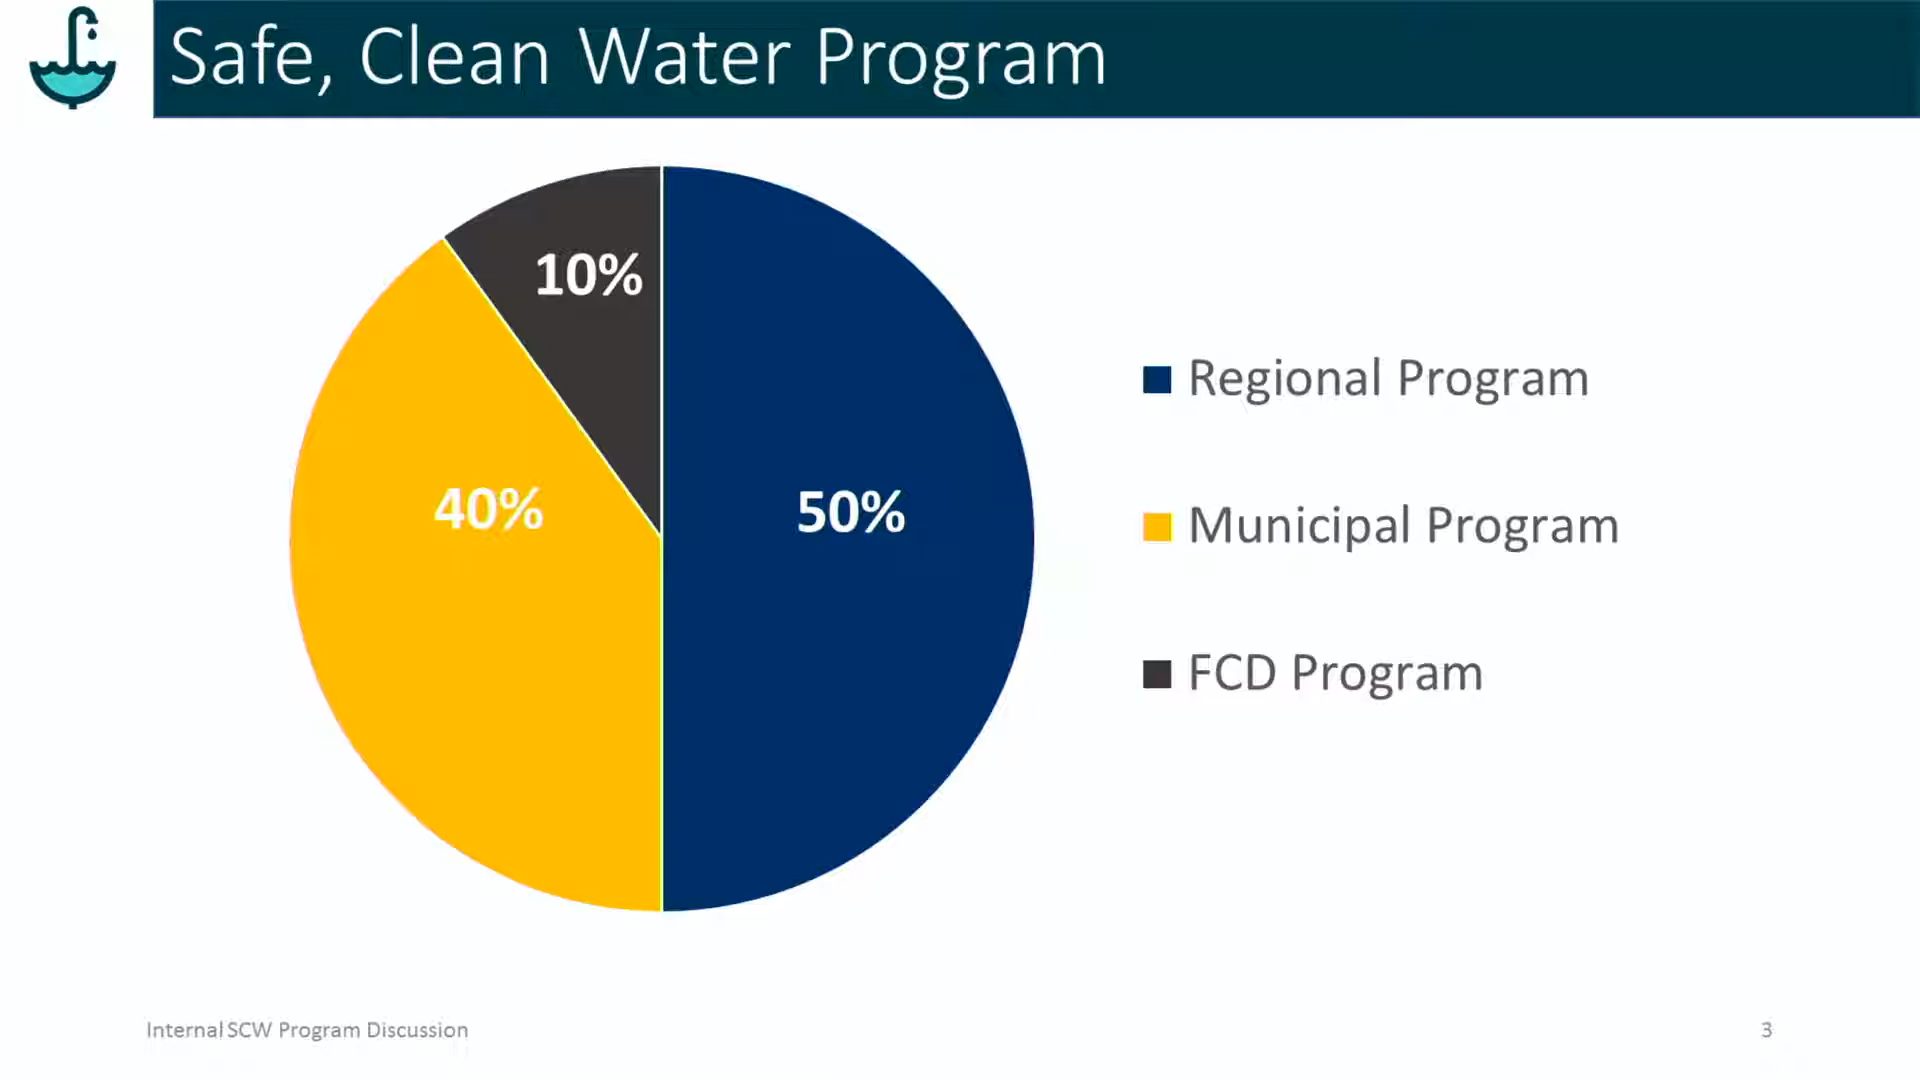 Safe, Clean Water Program
10%
40%
50%
Regional Program
Municipal Program
FCD Program
Internal SCW Program Discussion
3